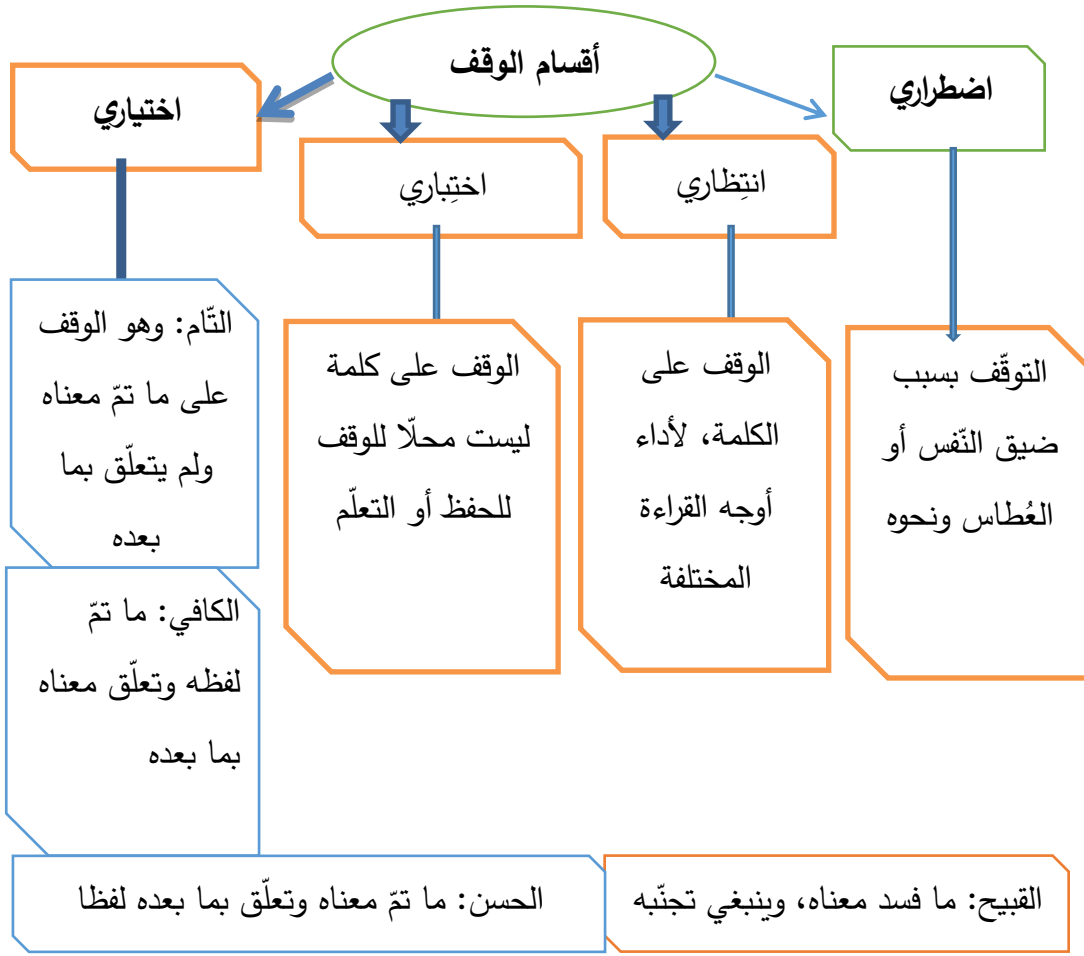 أقسام الوقف
اضطراري
انتِظاري
اختِباري
اختياري
التوقّف بسبب
ضيق النّفس أو
العُطاس ونحوه
الوقف على
الكلمة، لأداء
أوجه القراءة
المختلفة
الوقف على كلمة
ليست محلّا للوقف
للحفظ أو التعلّم
التّام: وهو الوقف
على ما تمّ معناه
ولم يتعلّق بما
بعده
الكافي: ما تمّ
لفظه وتعلّق معناه
بما بعده
القبيح: ما فسد معناه، وينبغي تجنّبه
الحسن: ما تمّ معناه وتعلّق بما بعده لفظا